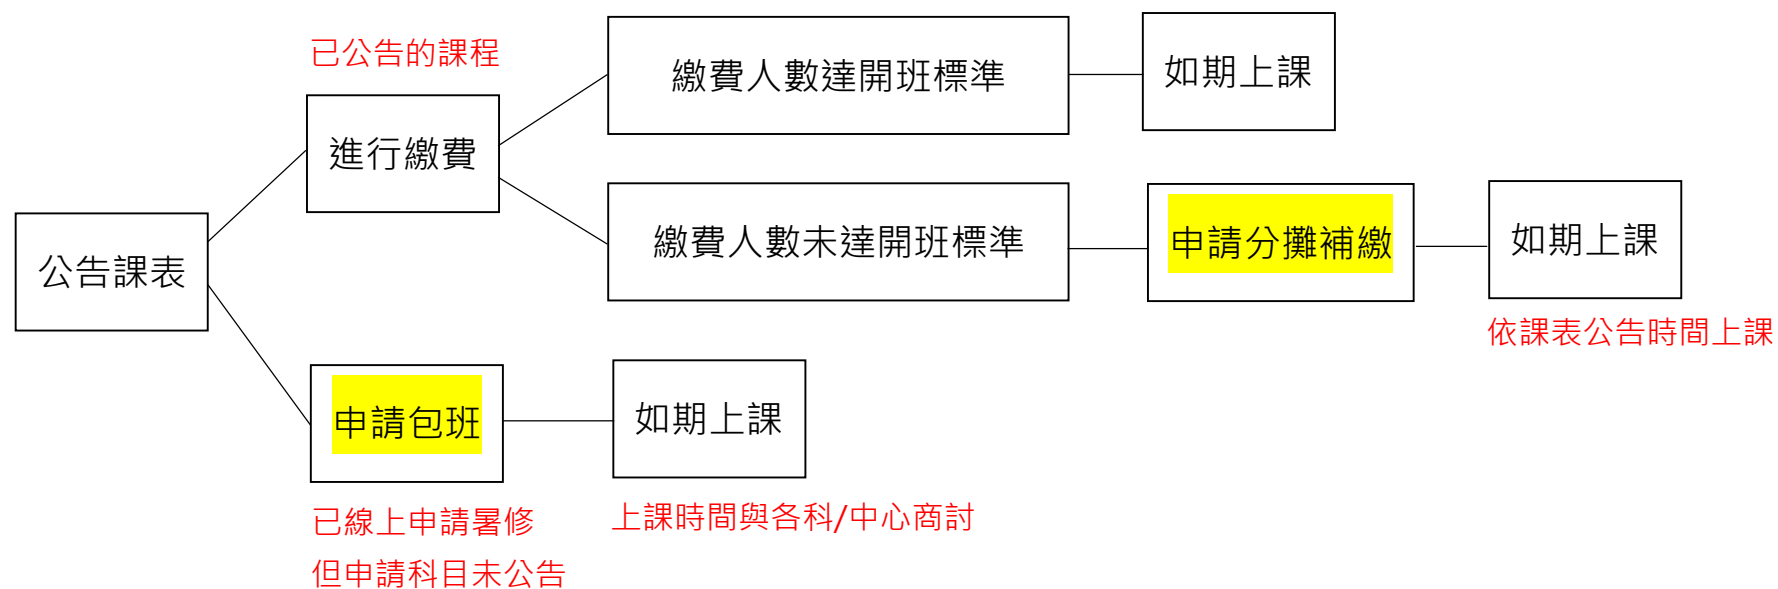 已公告的課程
繳費人數達開班標準
如期上課
進行繳費
繳費人數未達開班標準
申請分攤補繳
如期上課
公告課表
依課表公告時間上課
申請包班
如期上課
已線上申請暑修
但申請科目未公告
上課時間與各科/中心商討